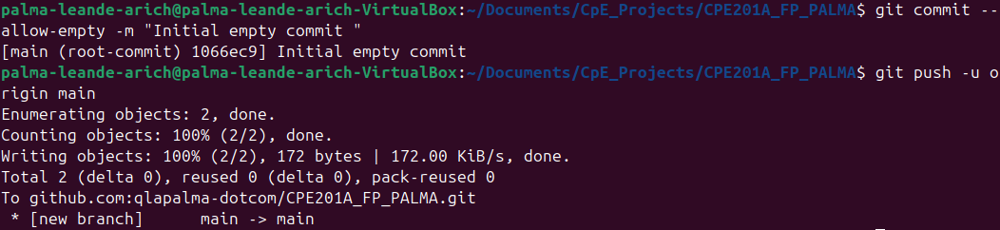 palma-leande-arich@palma-leande-arich-VirtualBox:~/Documents/CpE_Projects/CPE201A_FP_PALMA$ git commit --
allow-empty -m "Initial empty commit "
[main (root-commit) 1066ec9] Initial empty commit
palma-leande-arich@palma-leande-arich-VirtualBox:~/Documents/CpE_Projects/CPE201A_FP_PALMA$ git push -u o
rigin main
Enumerating objects: 2, done.
Counting objects: 100% (2/2), done.
Writing objects: 100% (2/2), 172 bytes | 172.00 KiB/s, done.
Total 2 (delta 0), reused 0 (delta 0), pack-reused 0
To github.com:qlapalma-dotcom/CPE201A_FP_PALMA.git
 * [new branch]      main -> main